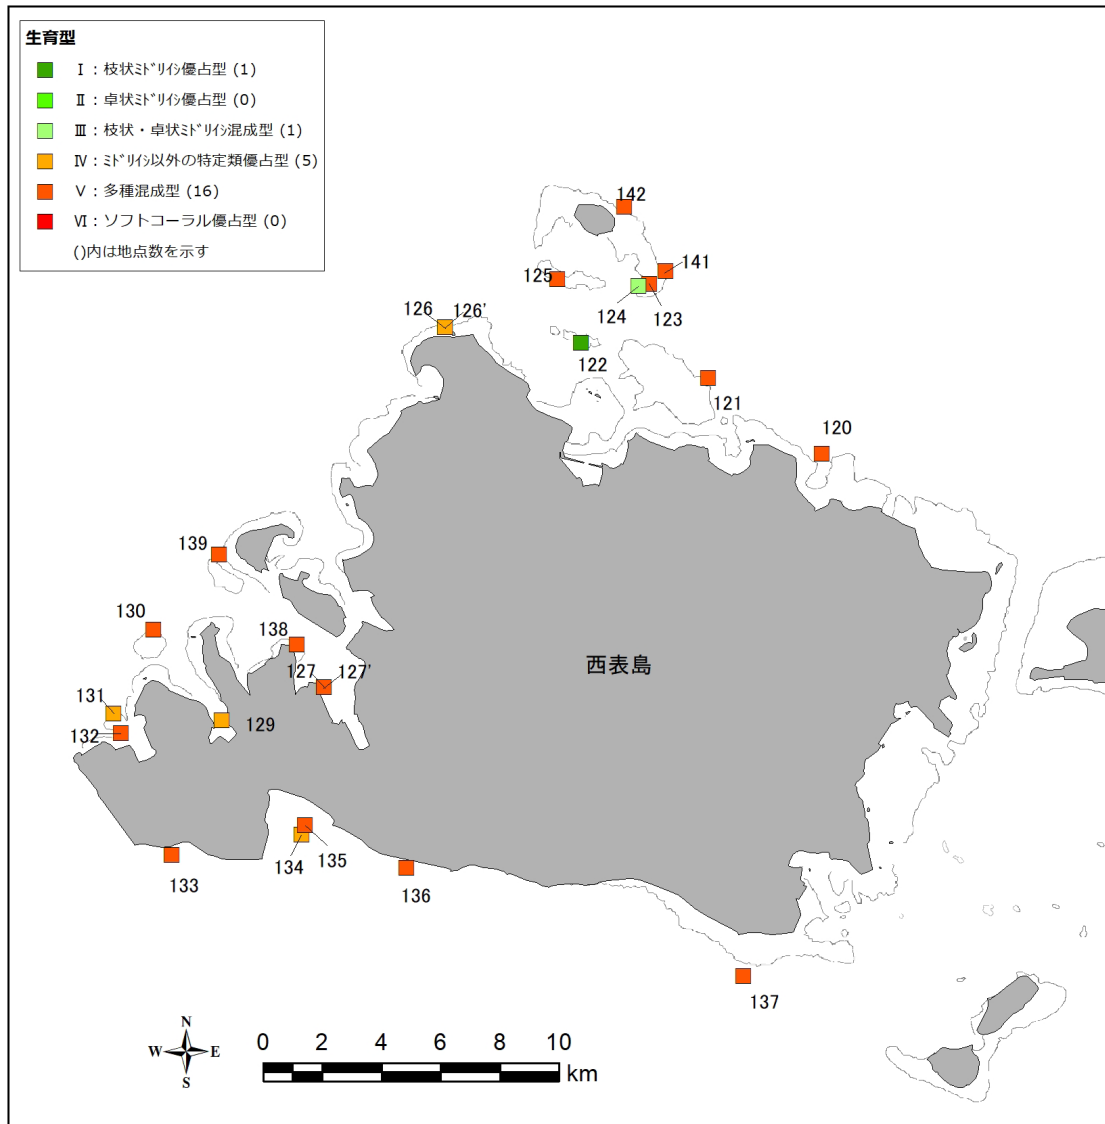 生育型
Ⅰ：枝状ﾐﾄﾞﾘｲｼ優占型 (1)
Ⅱ：卓状ﾐﾄﾞﾘｲｼ優占型 (0)
Ⅲ：枝状・卓状ﾐﾄﾞﾘｲｼ混成型 (1)
Ⅳ：ﾐﾄﾞﾘｲｼ以外の特定類優占型 (5)
Ⅴ：多種混成型 (16)
Ⅵ：ソフトコーラル優占型 (0)
()内は地点数を示す
142
141
125
124
123
126
126'
122
121
120
139
130
138
127
127'
西表島
131
129
132
134
135
133
136
137
N
W
E
S
0 2 4 6 8 10
km